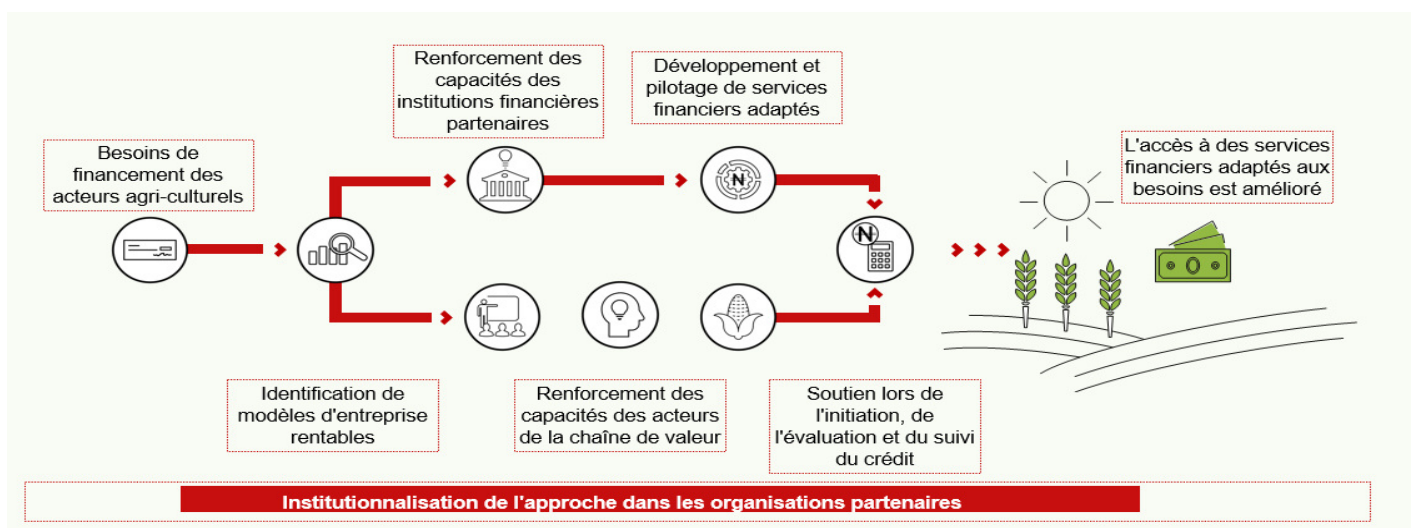 Renforcement des
capacités des
institutions financières
partenaires
Développement et
pilotage de services
financiers adaptés
Besoins de
financement des
acteurs agri-culturels
L'accès à des services
financiers adaptés aux
besoins est amélioré
N
N
Identification de
modèles d'entreprise
rentables
Renforcement des
capacités des acteurs
de la chaîne de valeur
Soutien lors de
l'initiation, de
l'évaluation et du suivi
du crédit
Institutionnalisation de l'approche dans les organisations partenaires